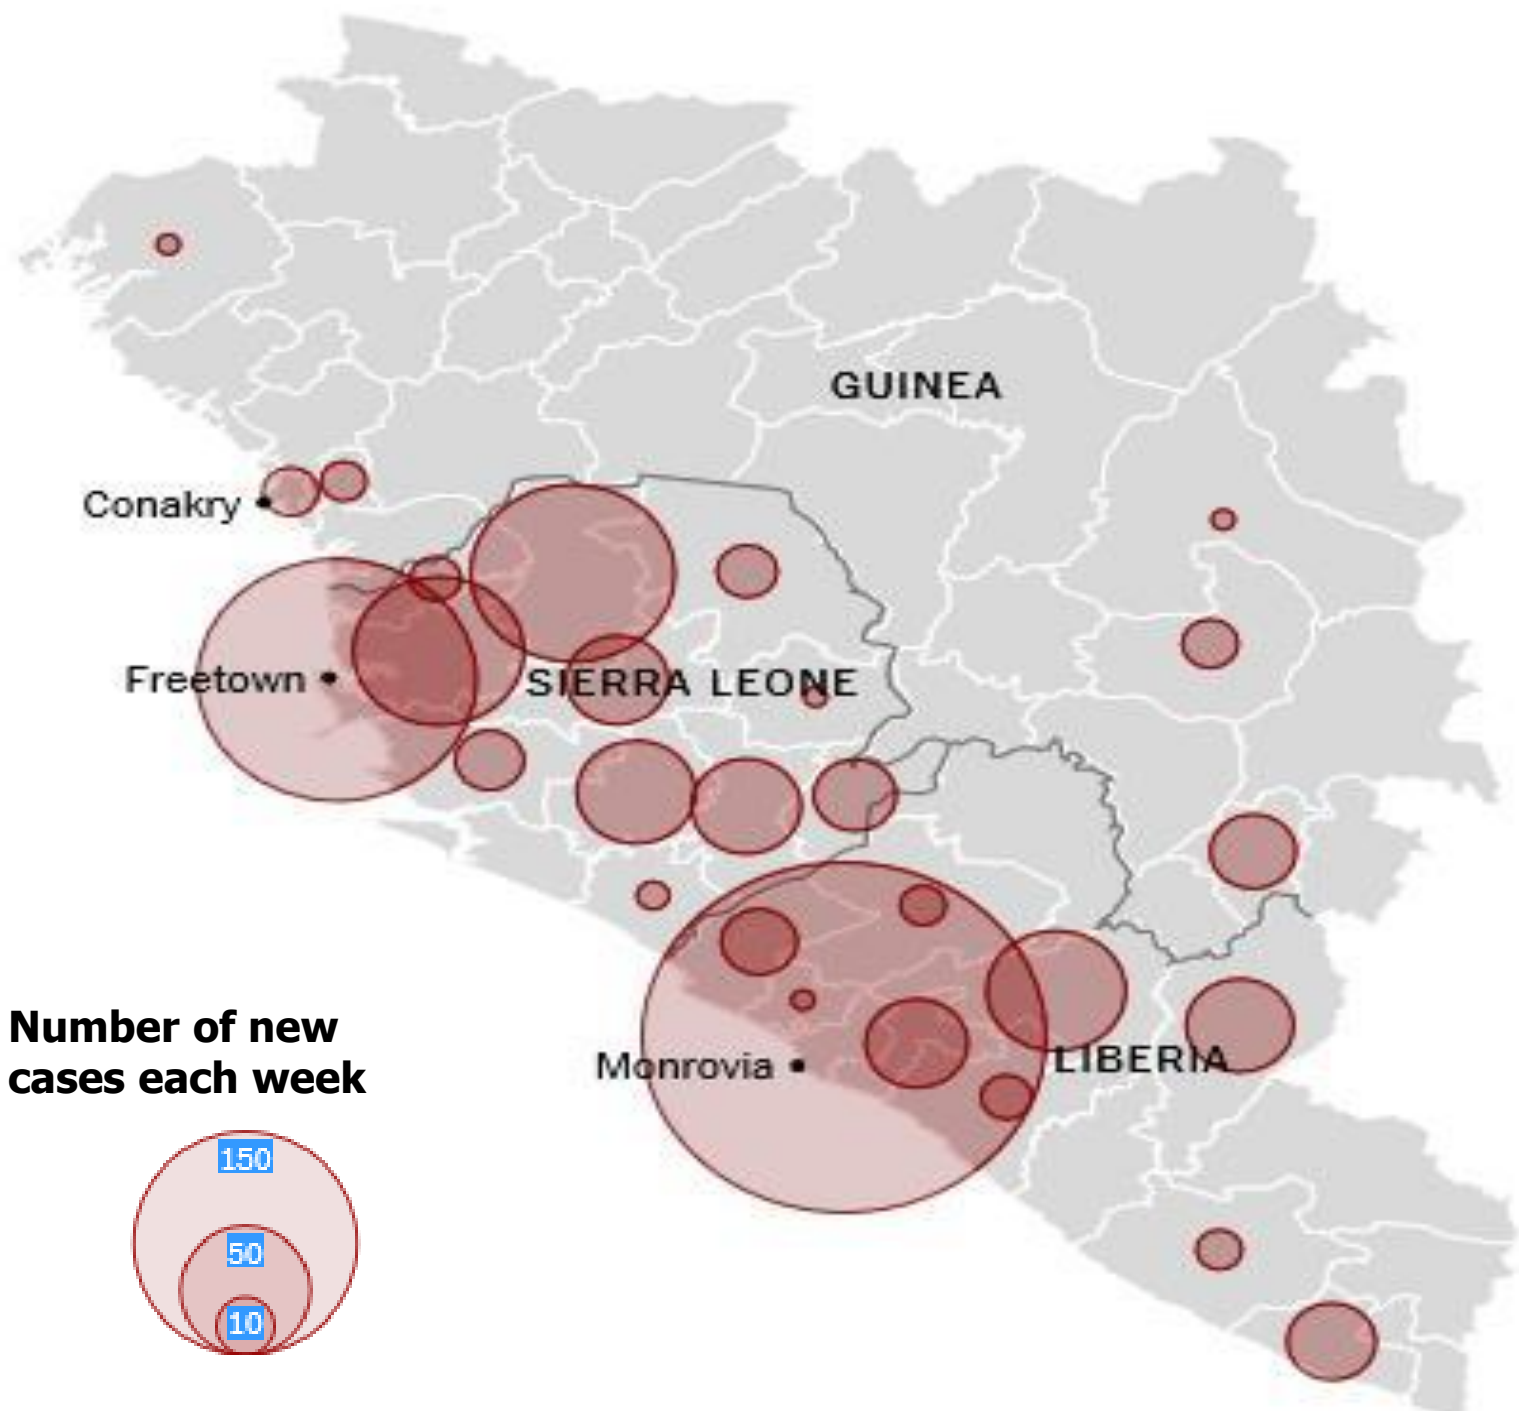 GUINEA
Conakry
Freetown
SIERRA LEONE
Number of new
cases each week
Monrovia
LIBERIA
150
50
10